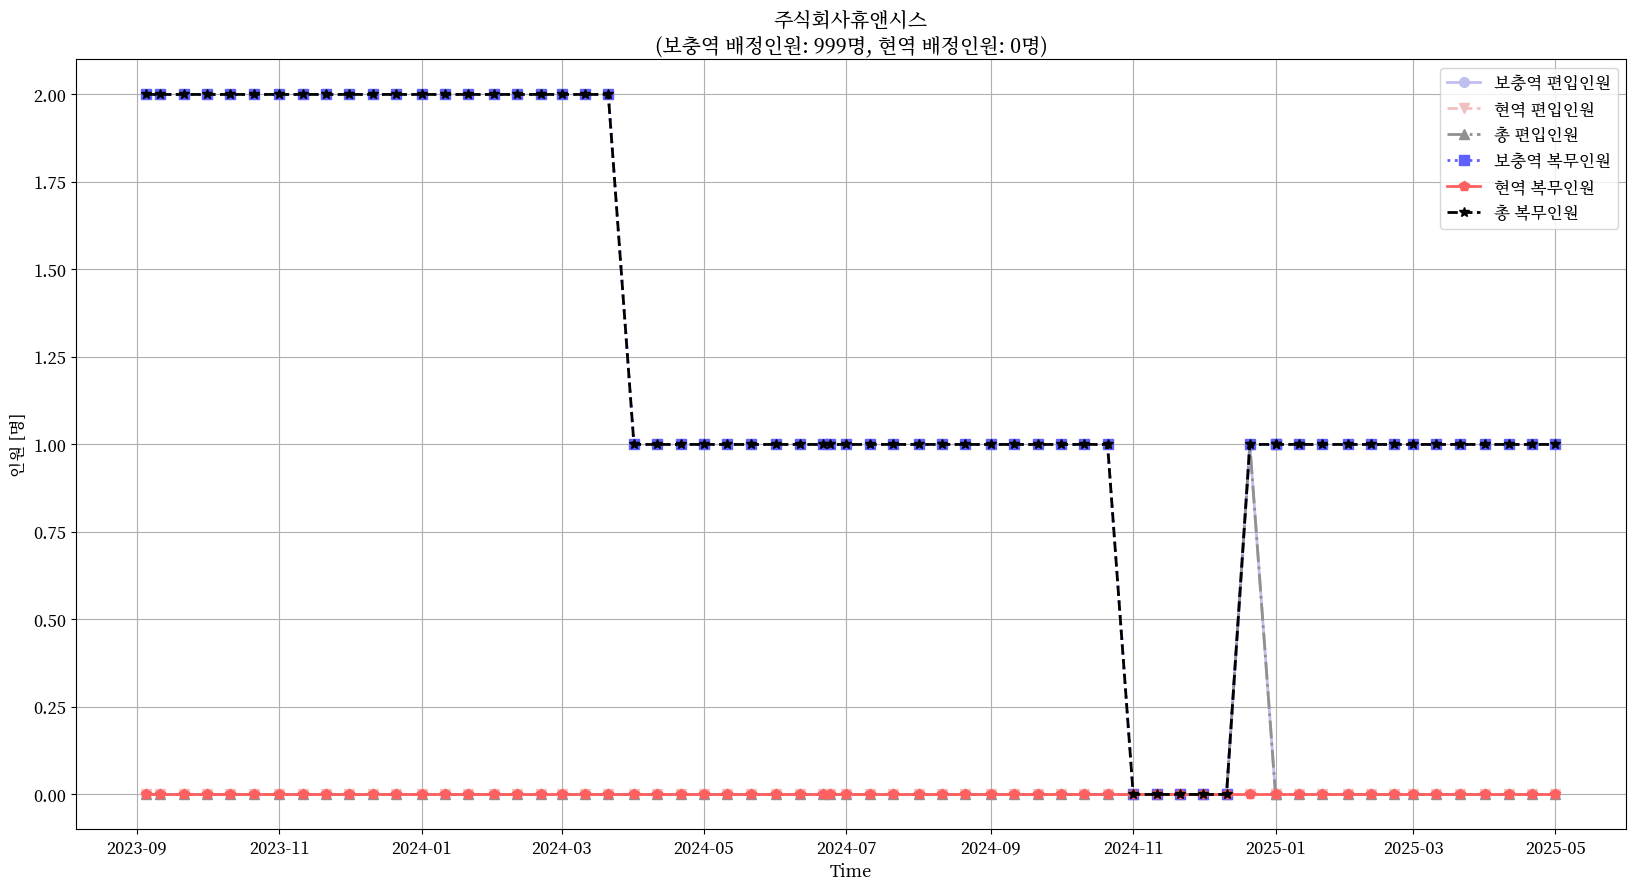 주식회사휴앤시스
(보충역 배정인원: 999명, 현역 배정인원: 0명)
보충역 편입인원
현역 편입인원
총 편입인원
보충역 복무인원
현역 복무인원
총 복무인원
인원 [명]
2.00
1.75
1.50
1.25
1.00
0.75
0.50
0.25
0.00
2023-09 2023-11 2024-01 2024-03 2024-05 2024-07 2024-09 2024-11 2025-01 2025-03 2025-05
Time